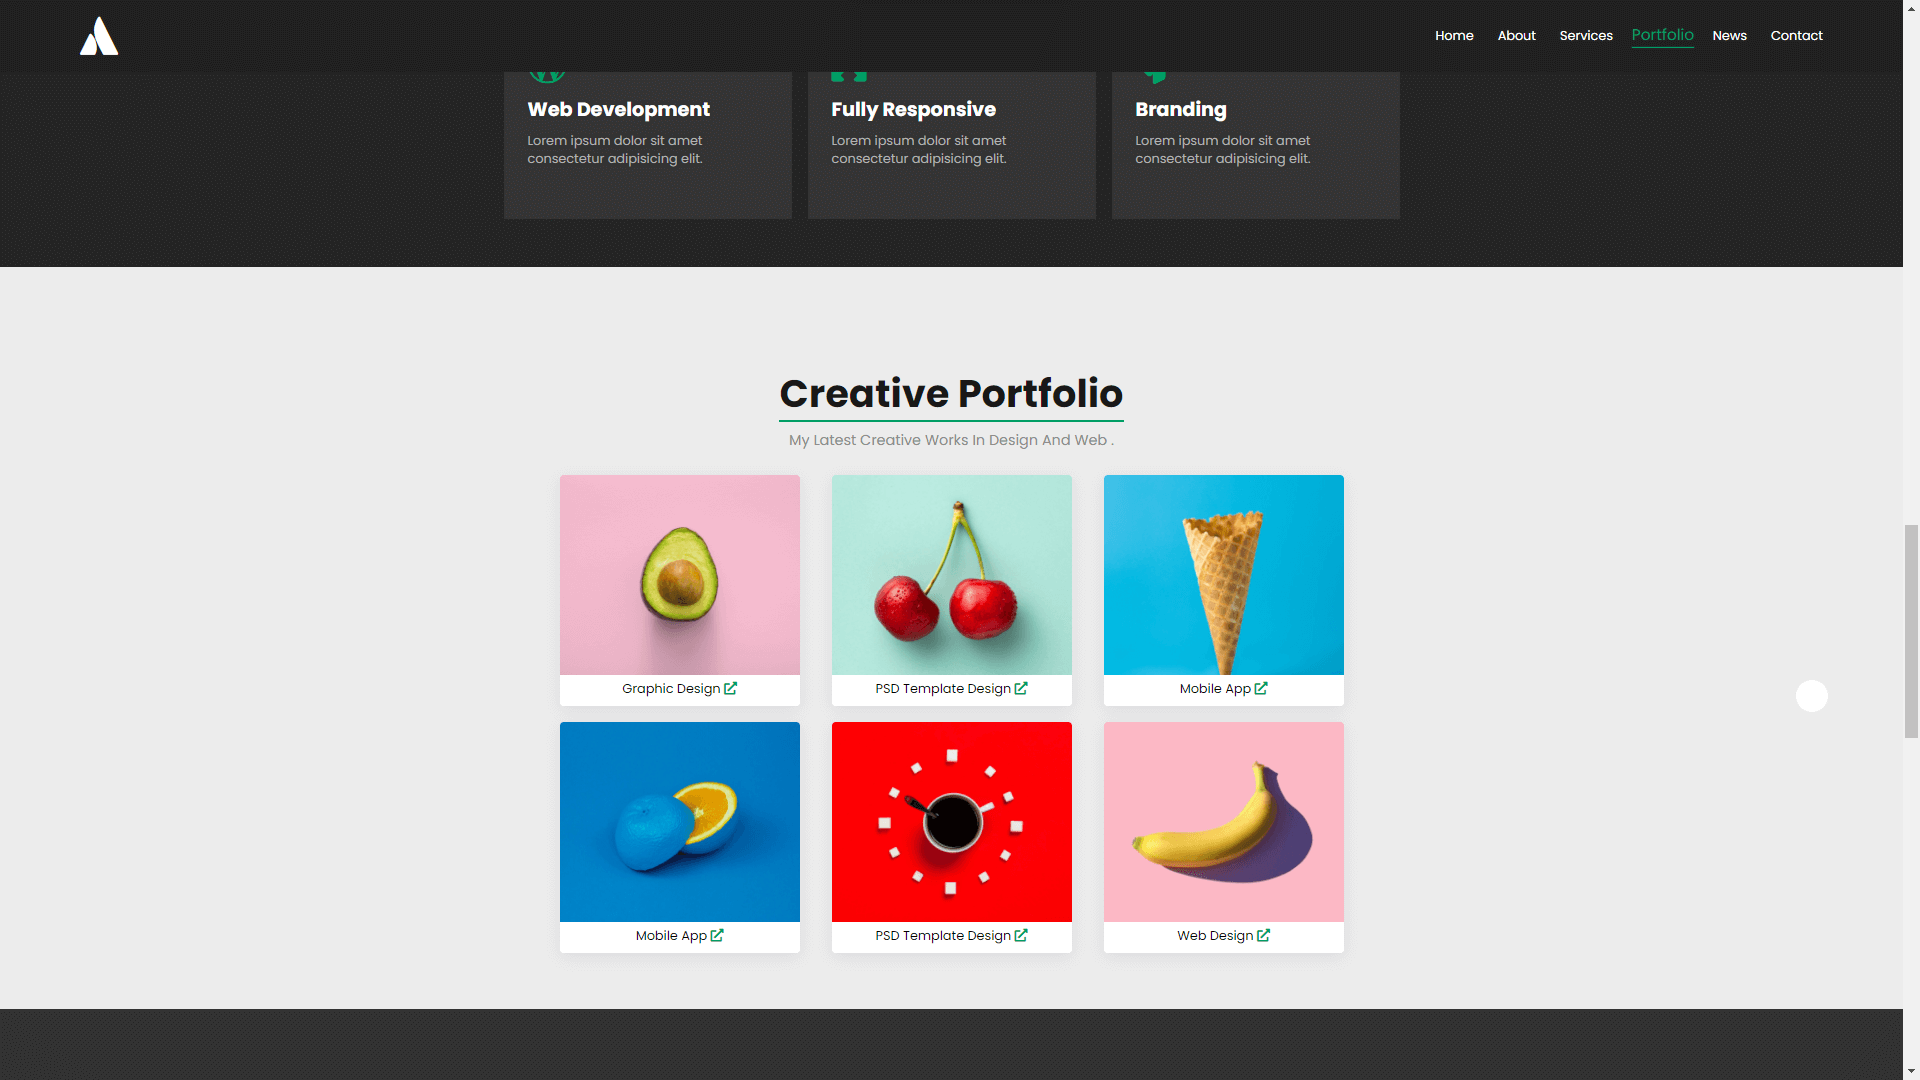 Home About Services Portfolio News Contact
Web Development
Lorem ipsum dolor sit amet
consectetur adipisicing elit.
Fully Responsive
Lorem ipsum dolor sit amet
consectetur adipisicing elit.
Branding
Lorem ipsum dolor sit amet
consectetur adipisicing elit.
Creative Portfolio
My Latest Creative Works In Design And Web .
Graphic Design
PSD Template Design
Mobile App
Mobile App
PSD Template Design
Web Design